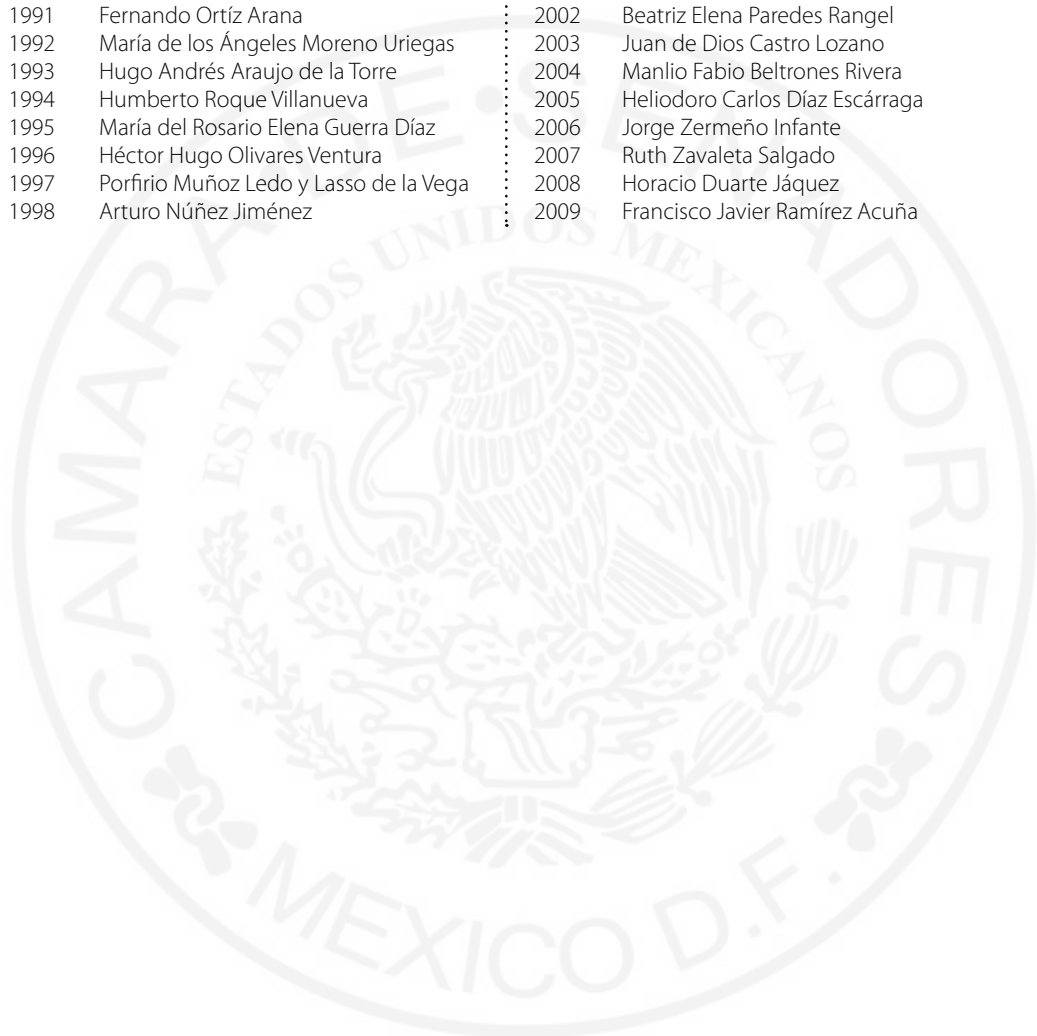 1991 Fernando Ortíz Arana
1992 María de los Ángeles Moreno Uriegas
1993 Hugo Andrés Araujo de la Torre
1994 Humberto Roque Villanueva
1995 María del Rosario Elena Guerra Díaz
1996 Héctor Hugo Olivares Ventura
1997 Porfirio Muñoz Ledo y Lasso de la Vega
1998 Arturo Núñez Jiménez
2002 Beatriz Elena Paredes Rangel
2003 Juan de Dios Castro Lozano
2004 Manlio Fabio Beltrones Rivera
2005 Heliodoro Carlos Díaz Escárraga
2006 Jorge Zermeño Infante
2007 Ruth Zavaleta Salgado
2008 Horacio Duarte Jáquez
2009 Francisco Javier Ramírez Acuña
CAMARA DE • SENADORES
ESTADOS UNIDOS MEXICANOS
MEXICO D.F.